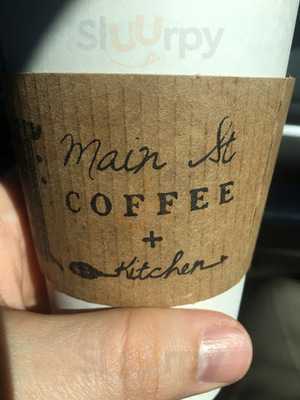 SlUurpy
Main St
COFFEE
+
Kitchen